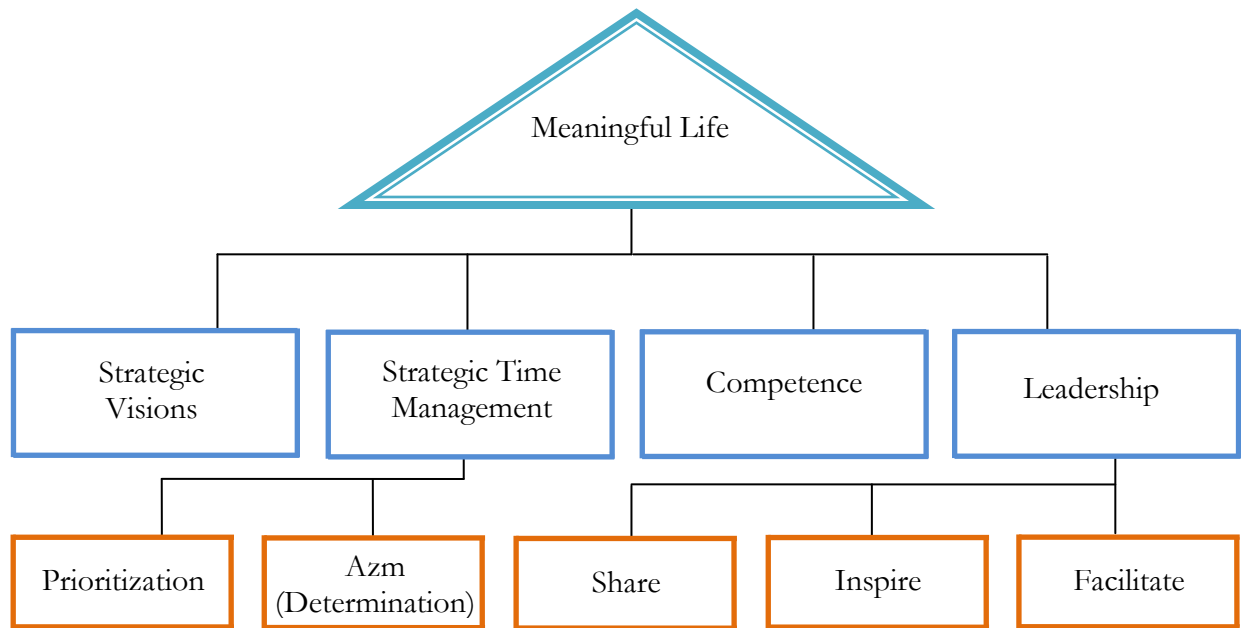 Meaningful Life
Strategic
Visions
Strategic Time
Management
Competence
Leadership
Prioritization
Azm
(Determination)
Share
Inspire
Facilitate